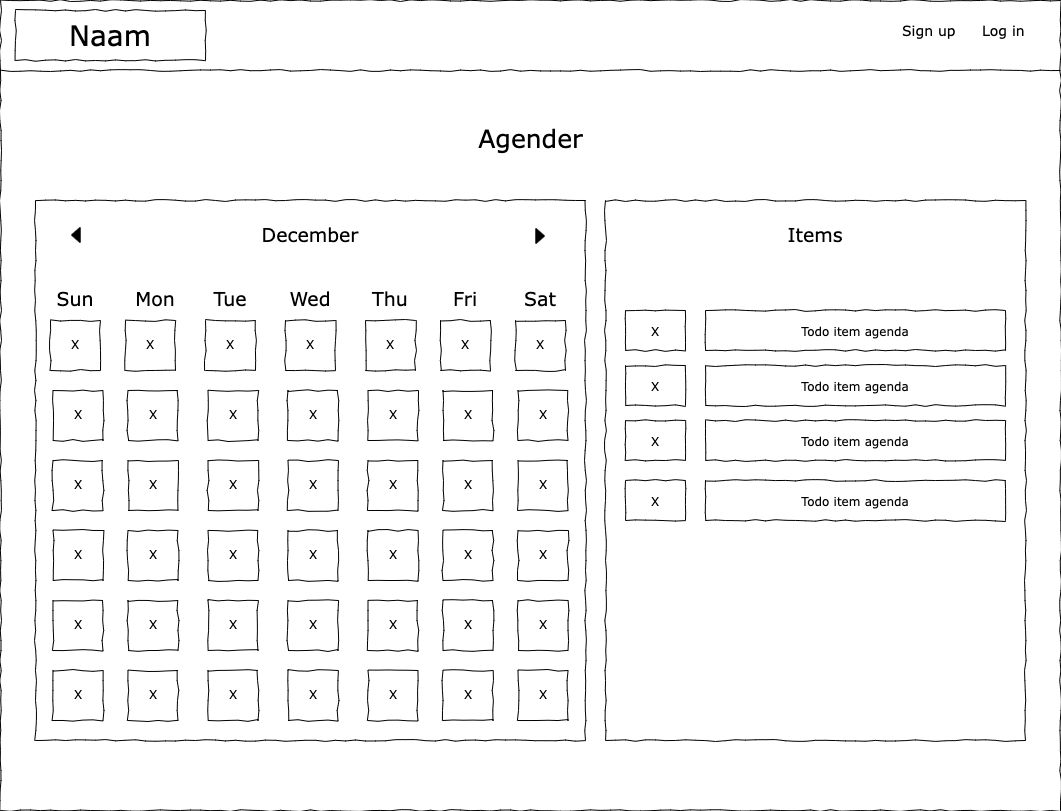 Naam
Sign up Log in
Agender
December
Sun Mon Tue Wed Thu Fri Sat
X X X X X X X
X X X X X X X
X X X X X X X
X X X X X X X
X X X X X X X
X X X X X X X
Items
X Todo item agenda
X Todo item agenda
X Todo item agenda
X Todo item agenda